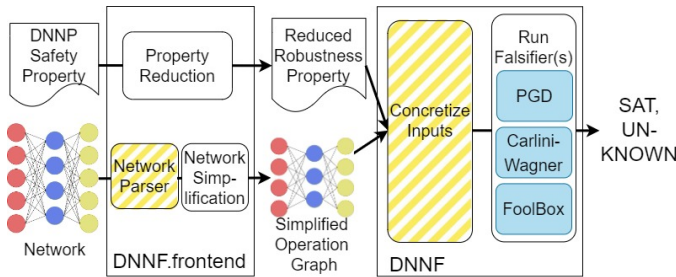 DNNP
Safety
Property
Property
Reduction
Reduced
Robustness
Property
Network
Network
Parser
Network
Simp-
lification
DNNF.frontend
Simplified
Operation
Graph
Concretize
Inputs
Run
Falsifier(s)
PGD
Carlini-
Wagner
FoolBox
DNNF
SAT,
UN-
KNOWN